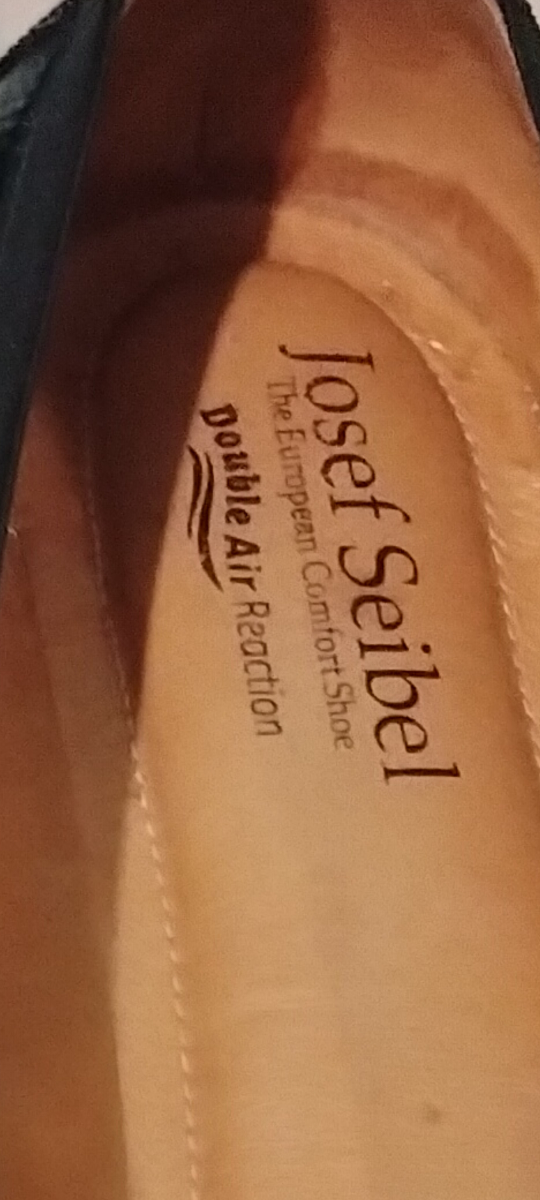 Josef Seibel
The European Comfort Shoe
Double Air Reaction